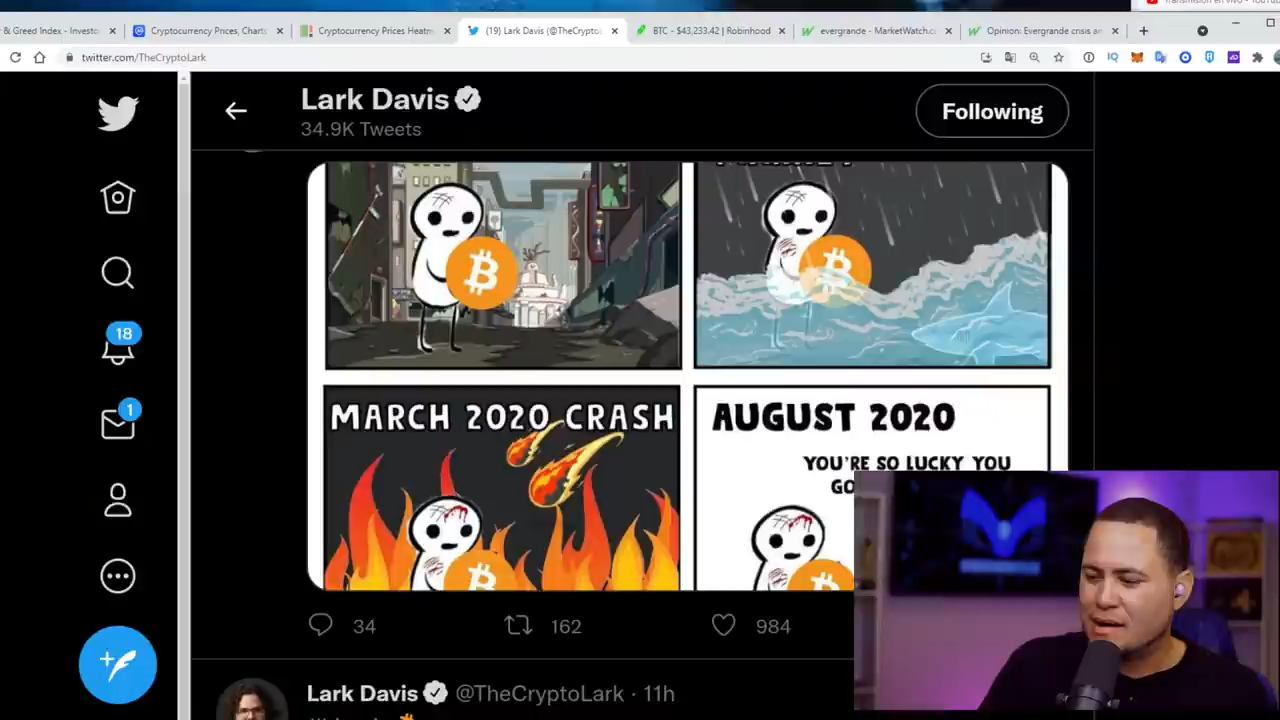 & Greed Index - Investo
Cryptocurrency Prices, Charts
Cryptocurrency Prices Heatm
(19) Lark Davis (@TheCryptoL
BTC - $43,233.42 | Robinhood
evergrande - MarketWatch.c
Opinion: Evergrande crisis an
twitter.com/TheCryptoLark
Lark Davis
34.9K Tweets
Following
18
1
MARCH 2020 CRASH
AUGUST 2020
YOU'RE SO LUCKY YOU
GO
34
162
984
Lark Davis @TheCryptoLark · 11h